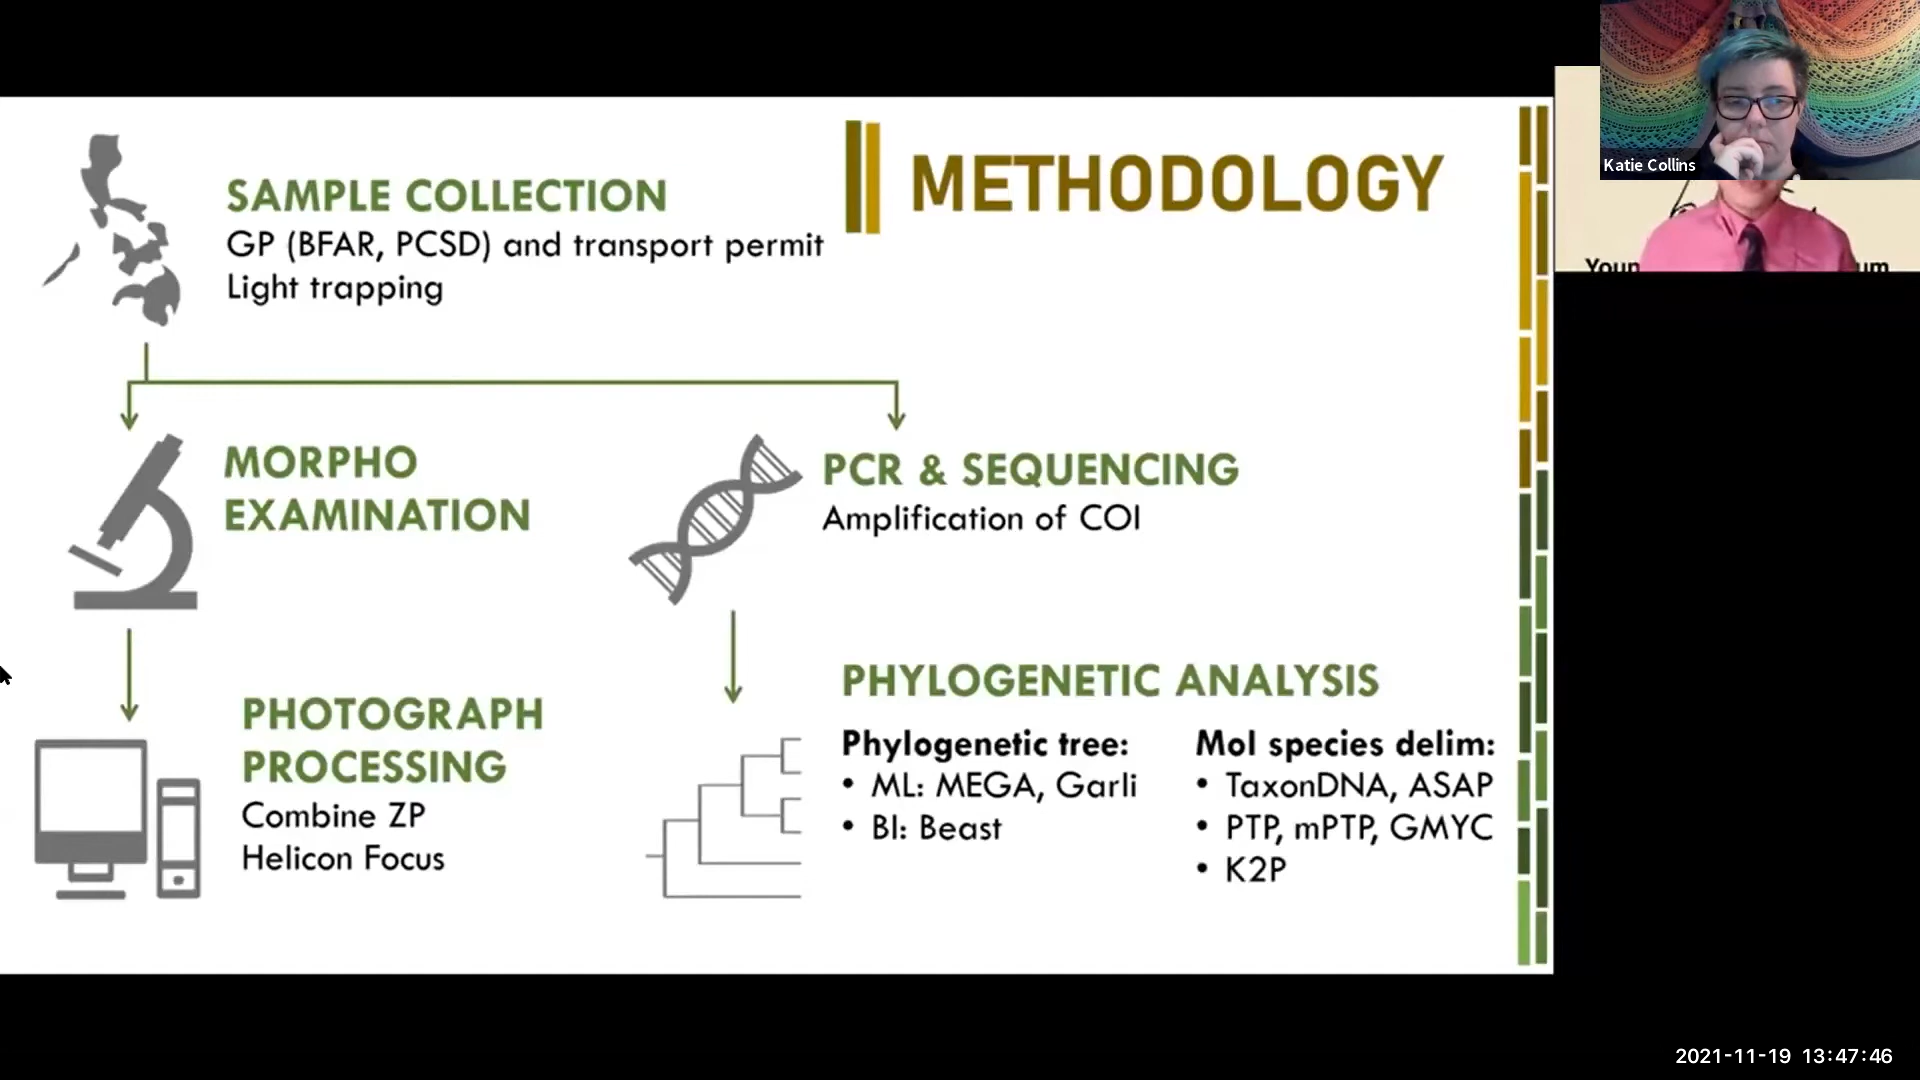 METHODOLOGY
SAMPLE COLLECTION
GP (BFAR, PCSD) and transport permit
Light trapping
MORPHO
EXAMINATION
PCR & SEQUENCING
Amplification of COI
PHOTOGRAPH
PROCESSING
Combine ZP
Helicon Focus
PHYLOGENETIC ANALYSIS
Phylogenetic tree:
• ML: MEGA, Garli
• BI: Beast
Mol species delim:
• TaxonDNA, ASAP
• PTP, mPTP, GMYC
• K2P
Katie Collins
2021-11-19 13:47:46